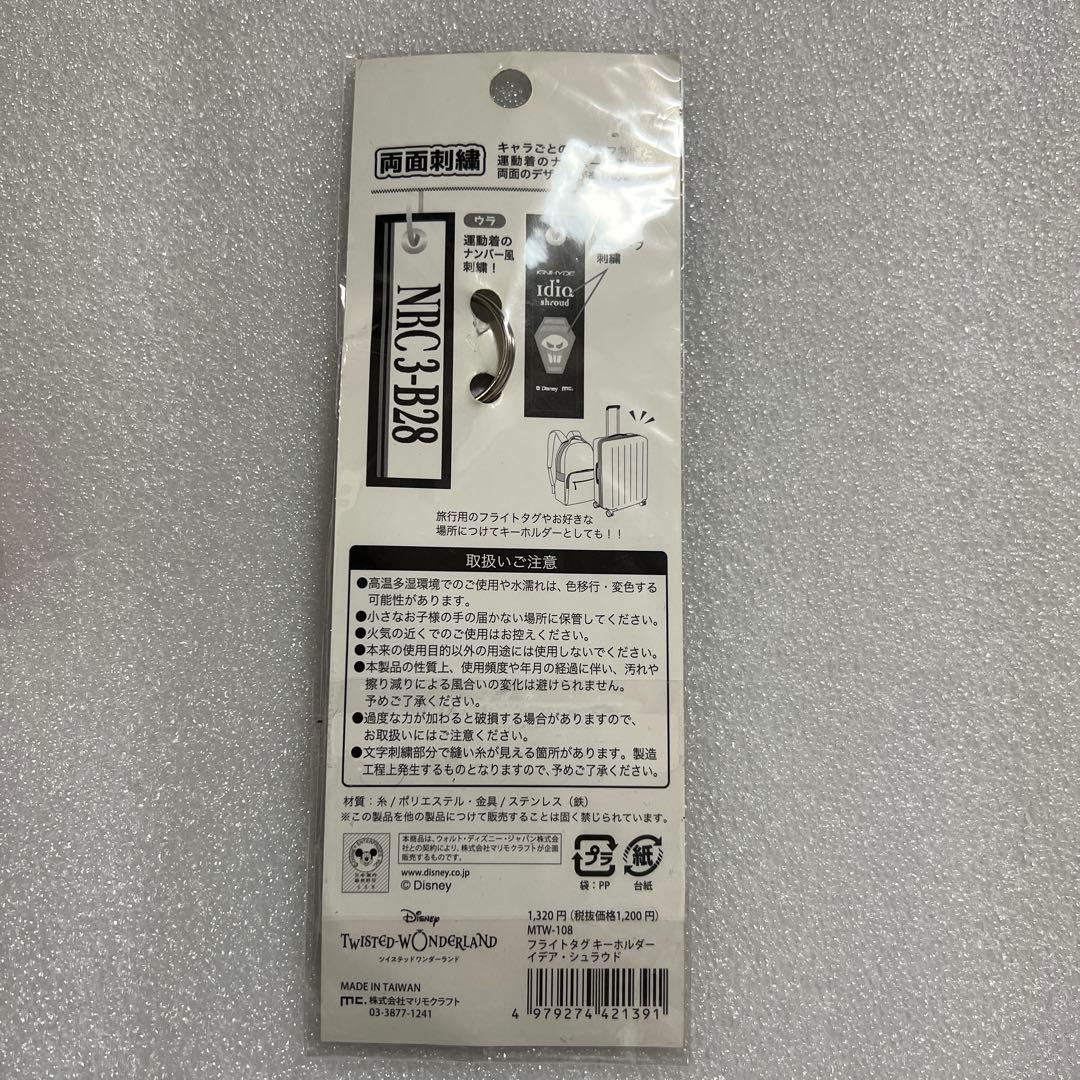 両面刺繍
キャラごとの
運動着のナ
両面のデザ
ウラ
運動着の
ナンバー風
刺繍！
刺繍
NRC 3-B28
IGNIHYDE
Idia
shroud
© Disney mc.
旅行用のフライトタグやお好きな
場所につけてキーホルダーとしても！！
取扱いご注意
●高温多湿環境でのご使用や水濡れは、色移行・変色する
可能性があります。
●小さなお子様の手の届かない場所に保管してください。
●火気の近くでのご使用はお控えください。
●本来の使用目的以外の用途には使用しないでください。
●本製品の性質上、使用頻度や年月の経過に伴い、汚れや
擦り減りによる風合いの変化は避けられません。
予めご了承ください。
●過度な力が加わると破損する場合がありますので、
お取扱いにはご注意ください。
●文字刺繍部分で縫い糸が見える箇所があります。製造
工程上発生するものとなりますので、予めご了承ください。
材質：糸 / ポリエステル・金具 / ステンレス（鉄）
※この製品を他の製品につけて販売することは固く禁じられています。
本商品は、ウォルト・ディズニー・ジャパン株式会
社との契約により、株式会社マリモクラフトが企画
販売するものです。
www.disney.co.jp
© Disney
プラ
袋：PP
紙
台紙
Disney
TWISTED-WONDERLAND
ツイステッドワンダーランド
1,320円（税抜価格1,200円）
MTW-108
フライトタグ キーホルダー
イデア・シュラウド
MADE IN TAIWAN
mc. 株式会社マリモクラフト
03-3877-1241
4 979274 421391